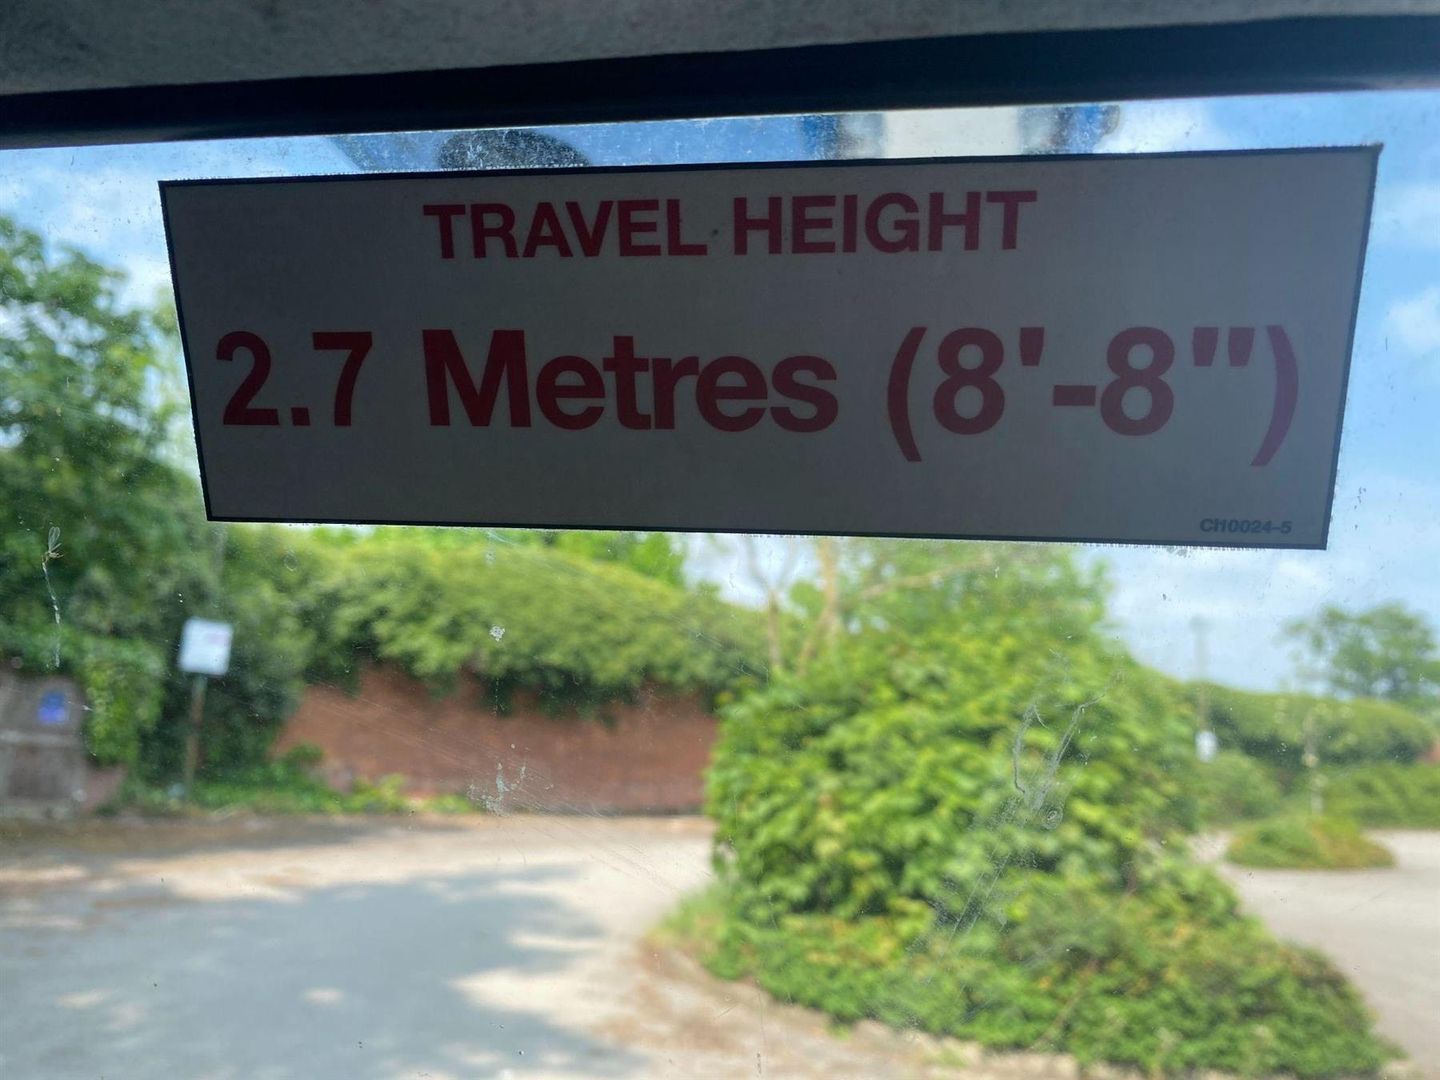 TRAVEL HEIGHT
2.7 Metres (8'-8")
CH0024-5